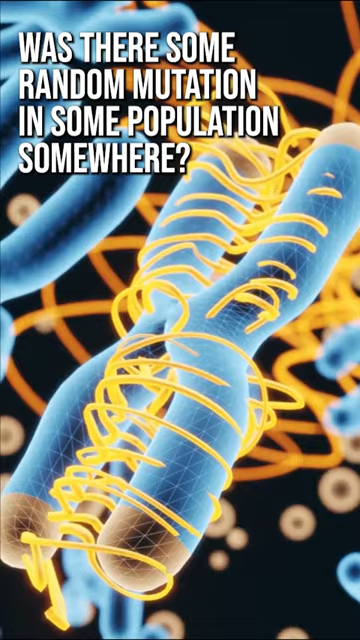 WAS THERE SOME
RANDOM MUTATION
IN SOME POPULATION
SOMEWHERE?